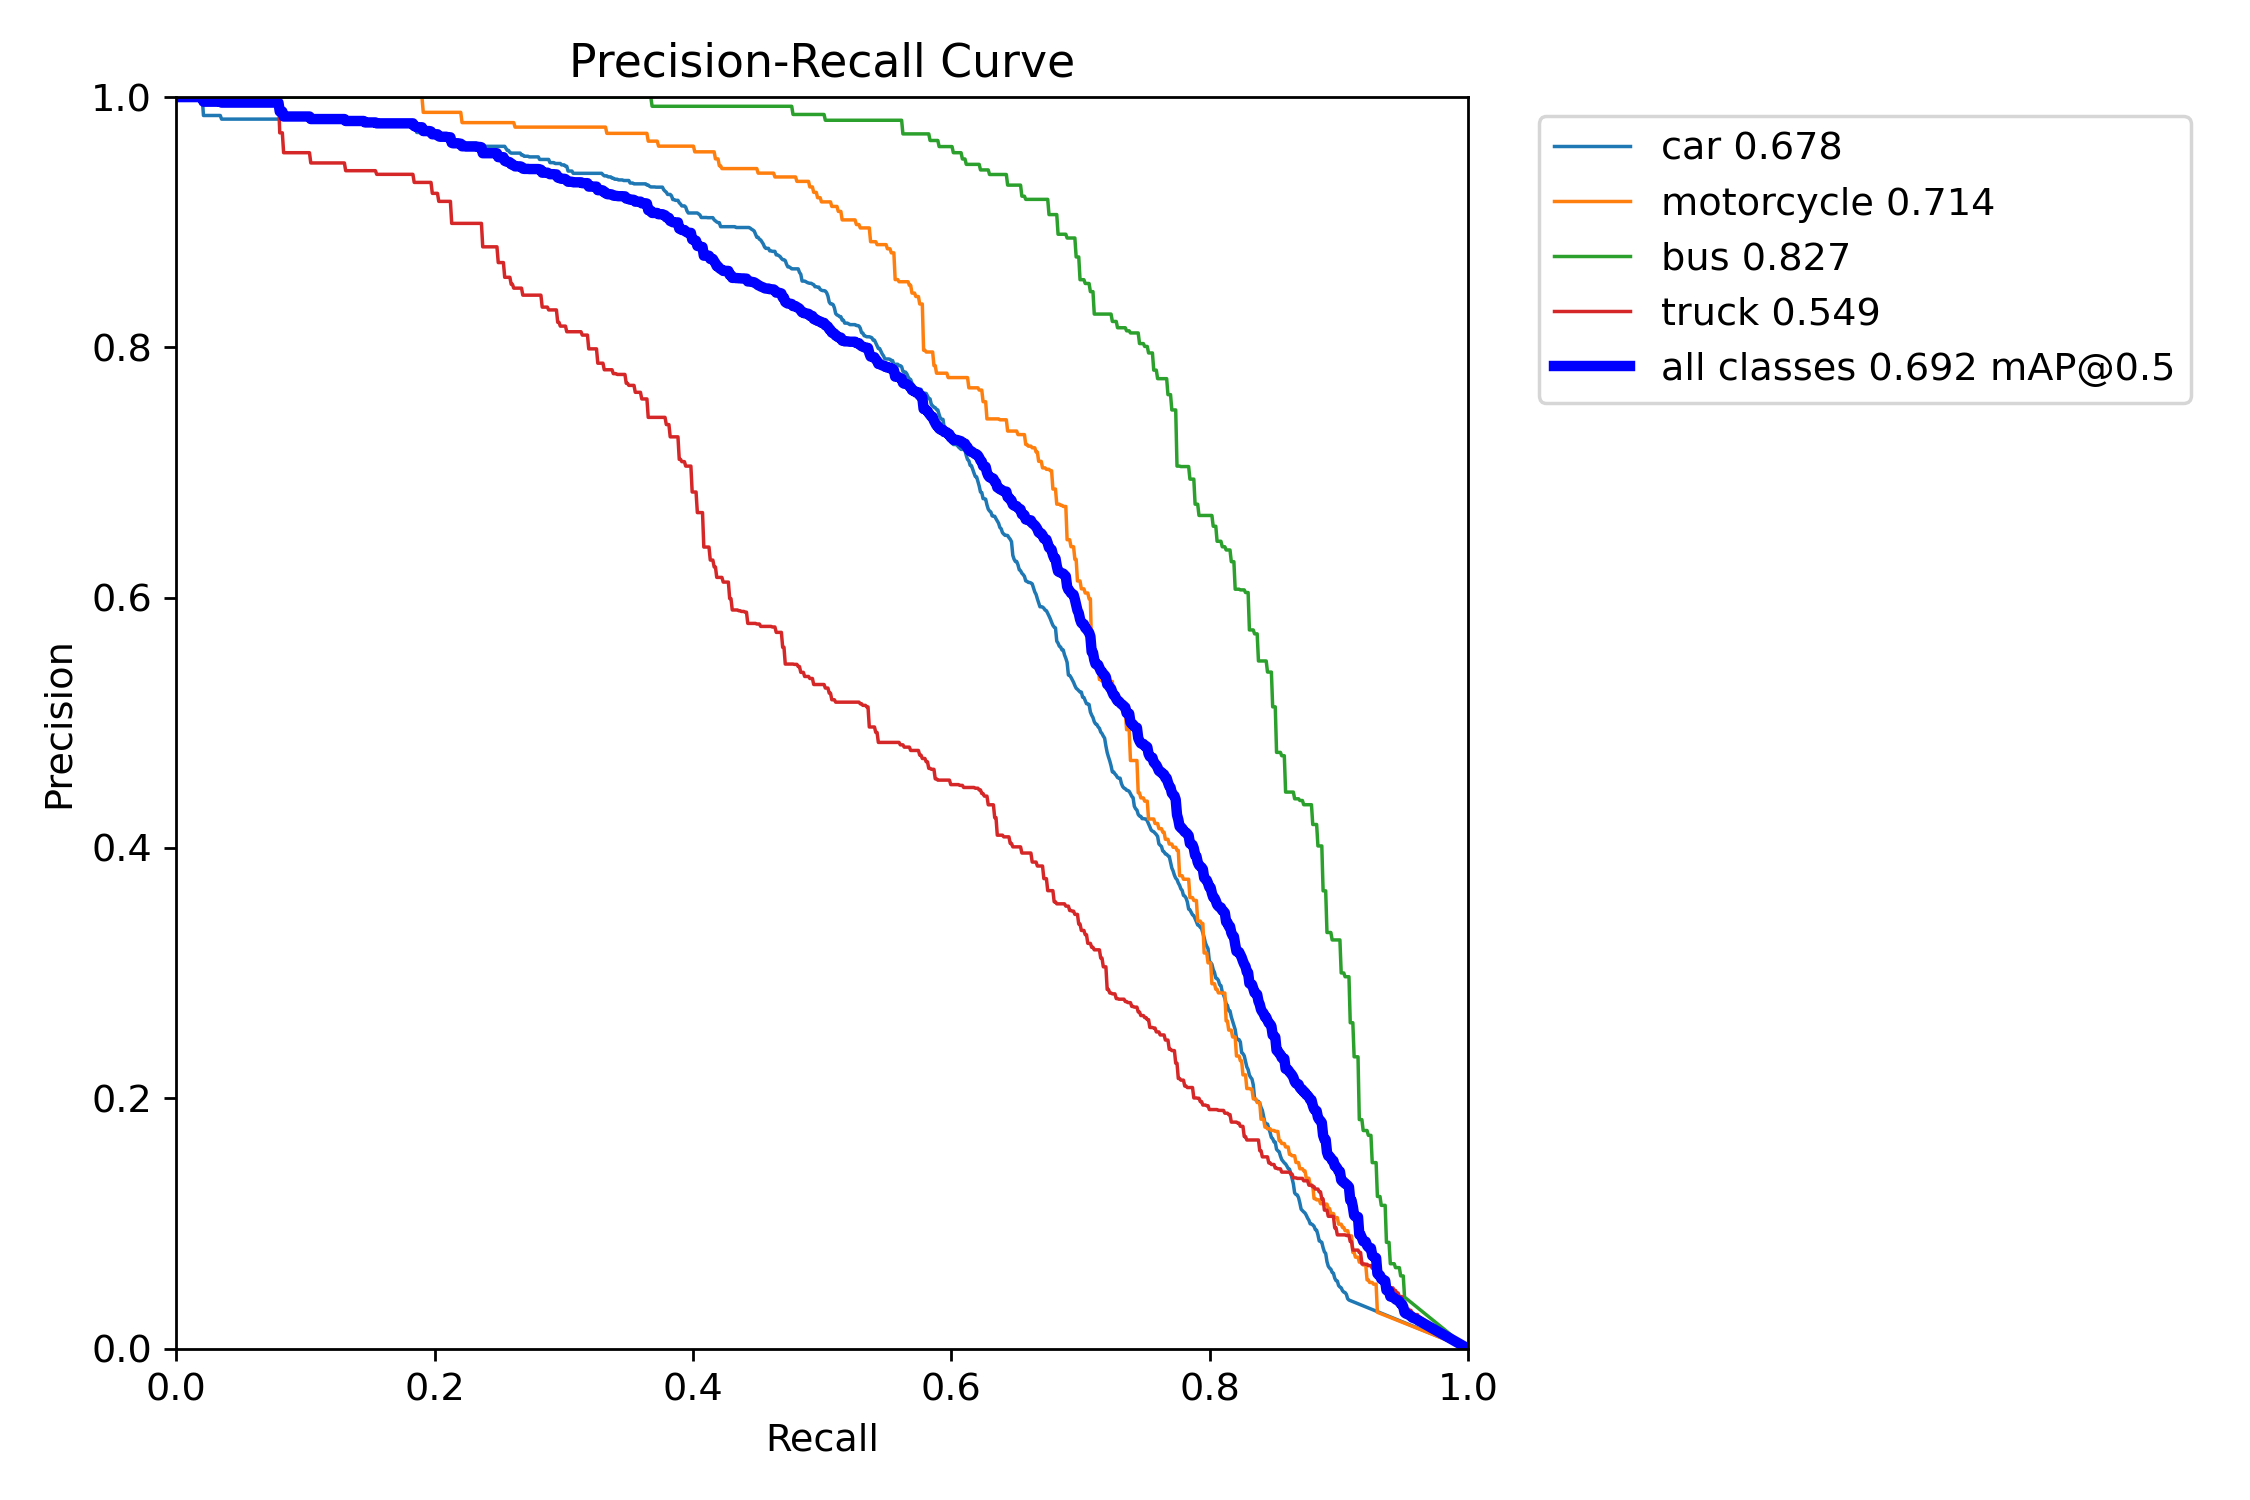 Precision-Recall Curve
1.0
0.8
0.6
0.4
0.2
0.0
Precision
0.0 0.2 0.4 0.6 0.8 1.0
Recall
car 0.678
motorcycle 0.714
bus 0.827
truck 0.549
all classes 0.692 mAP@0.5